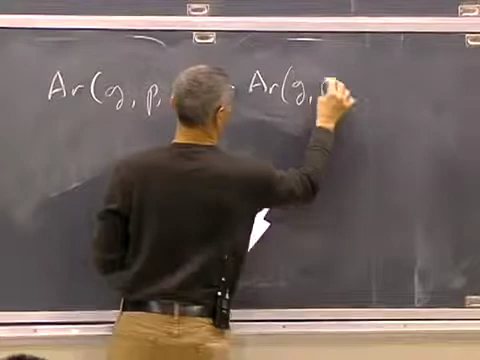 Ar(g, p, · Ar(g,